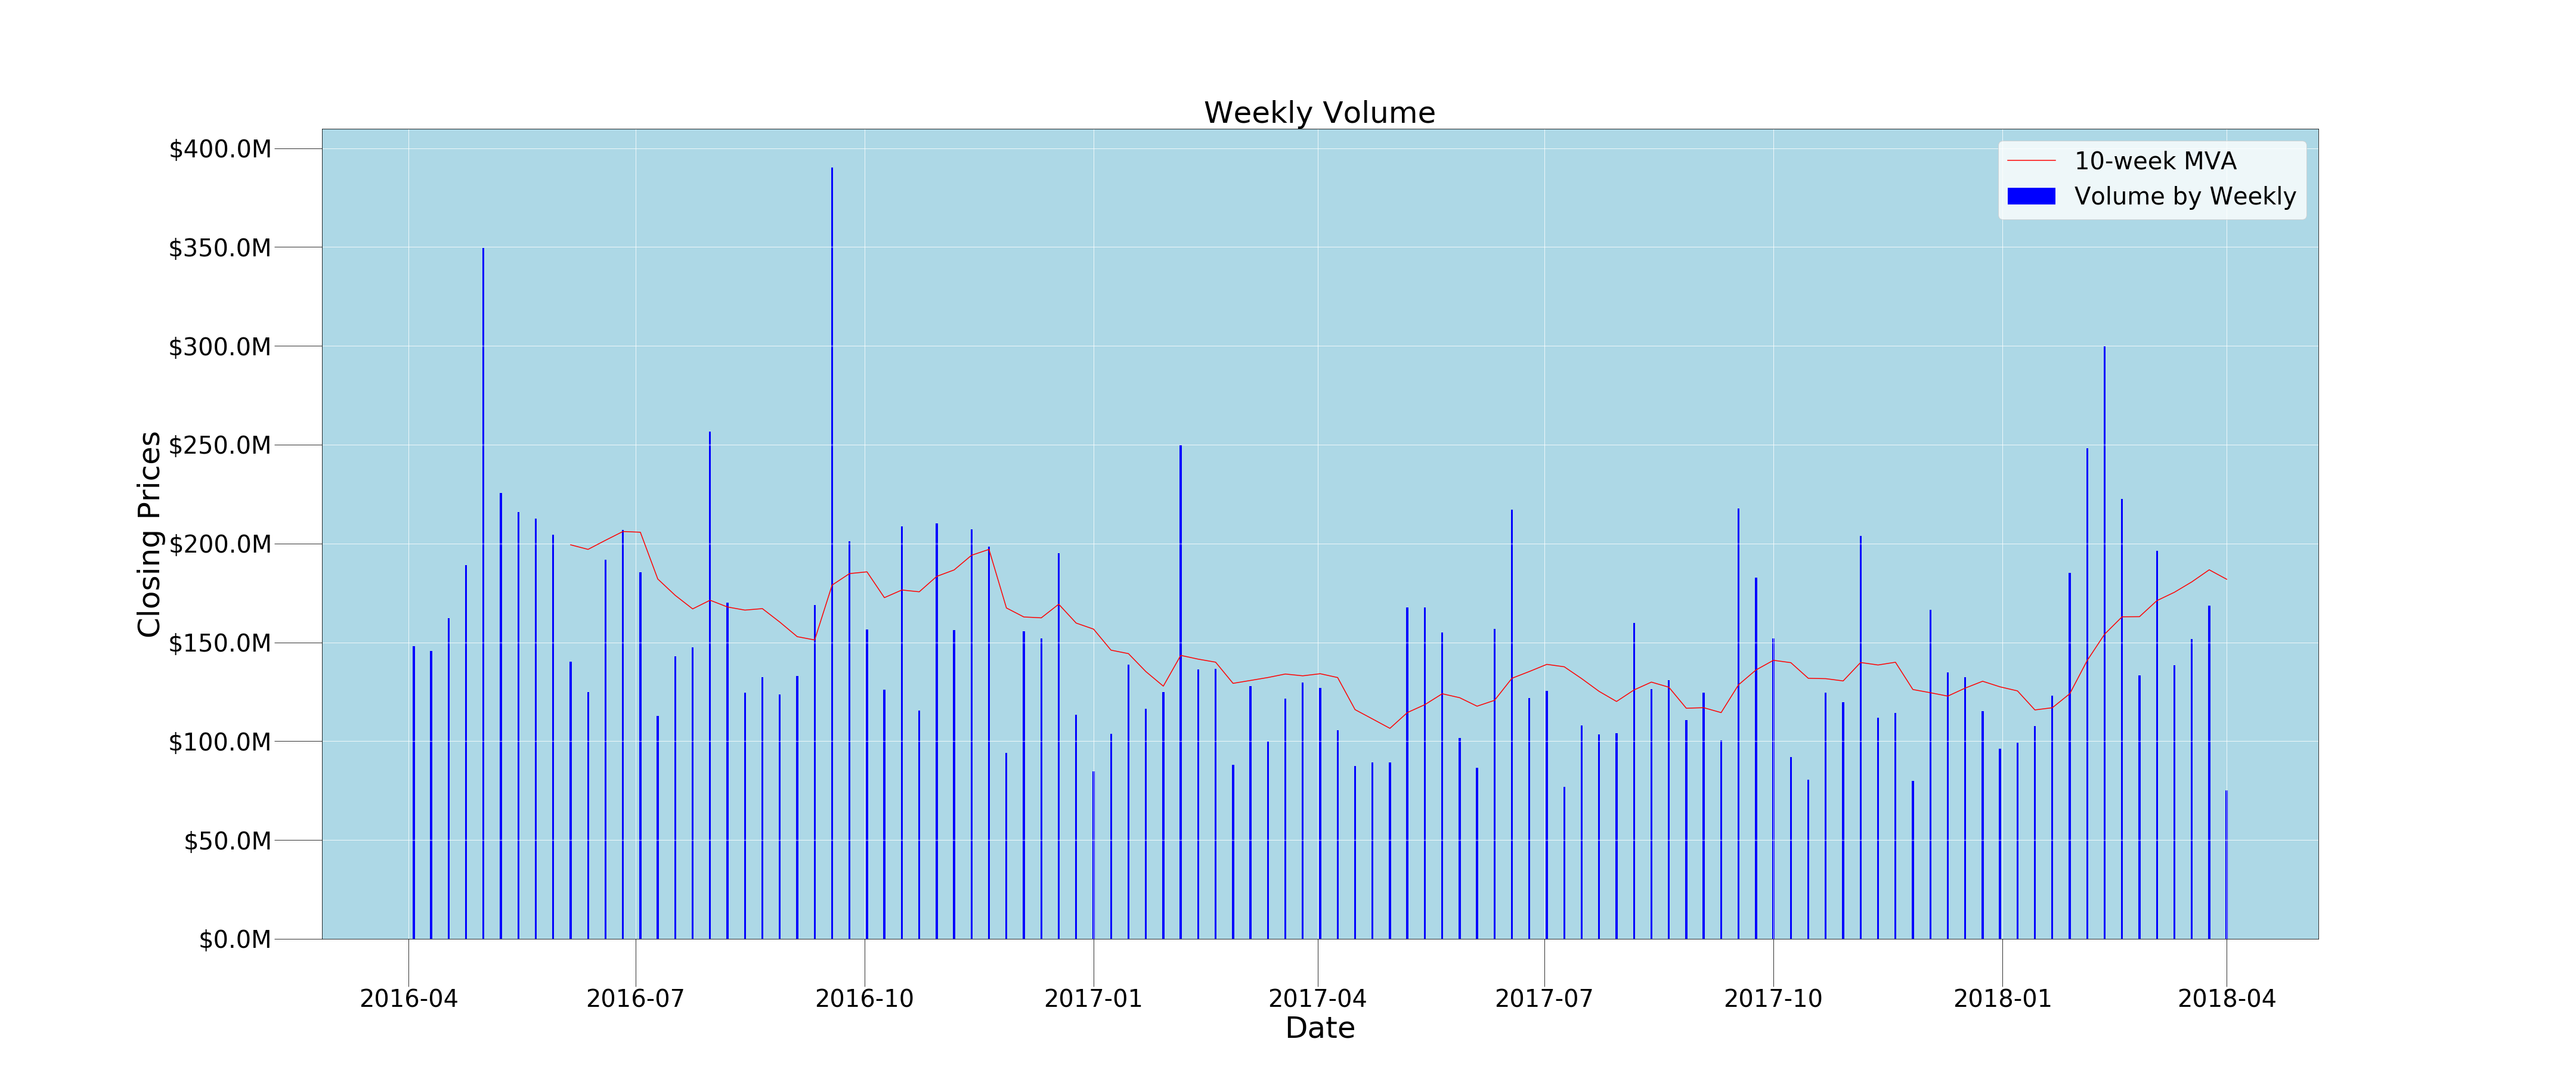 Weekly Volume
$400.0M
$350.0M
$300.0M
$250.0M
$200.0M
$150.0M
$100.0M
$50.0M
$0.0M
Closing Prices
10-week MVA
Volume by Weekly
2016-04 2016-07 2016-10 2017-01 2017-04 2017-07 2017-10 2018-01 2018-04
Date